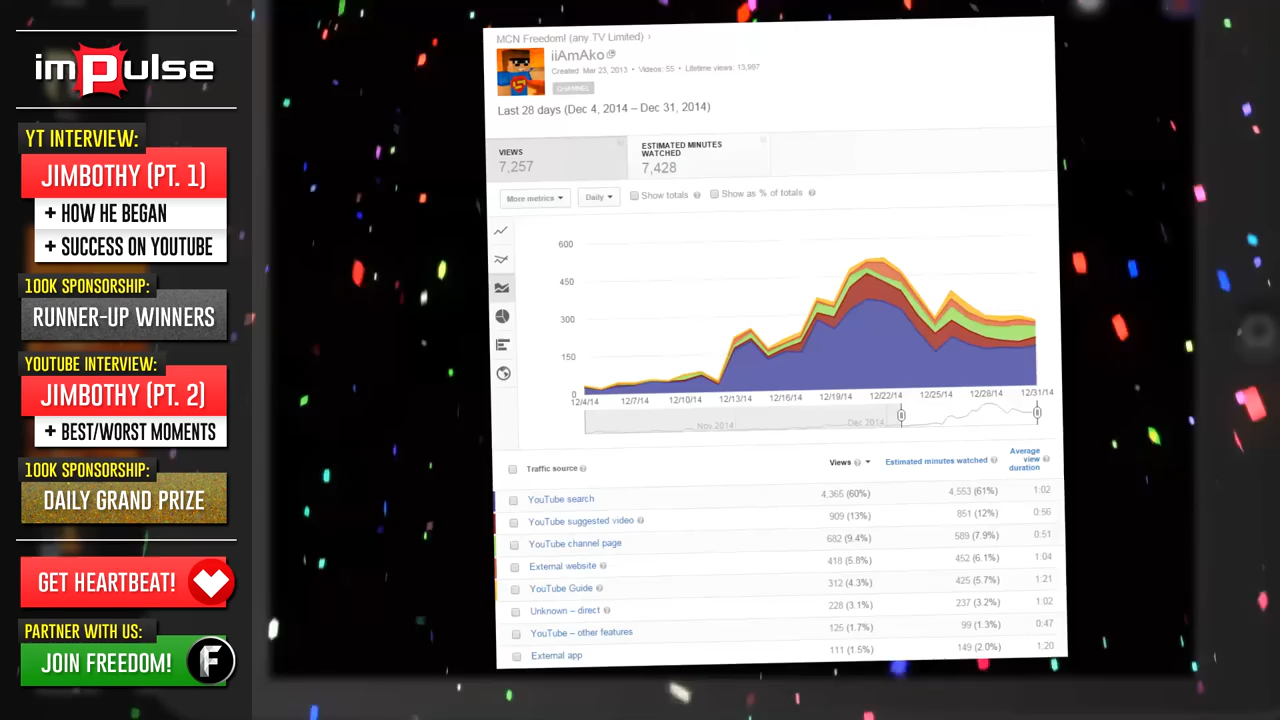 imPulse
YT INTERVIEW:
JIMBOTHY (PT. 1)
+ HOW HE BEGAN
+ SUCCESS ON YOUTUBE
100K SPONSORSHIP:
RUNNER-UP WINNERS
YOUTUBE INTERVIEW:
JIMBOTHY (PT. 2)
+ BEST/WORST MOMENTS
100K SPONSORSHIP:
DAILY GRAND PRIZE
GET HEARTBEAT!
PARTNER WITH US:
JOIN FREEDOM!
F
MCN Freedom! (any.TV Limited) ›
iiAmAko
Created Mar 23, 2013 • Videos: 55 • Lifetime views: 13,997
CHANNEL
Last 28 days (Dec 4, 2014 – Dec 31, 2014)
VIEWS
7,257
ESTIMATED MINUTES
WATCHED
7,428
More metrics
Daily
Show totals
Show as % of totals
600
450
300
150
0
12/4/14 12/7/14 12/10/14 12/13/14 12/16/14 12/19/14 12/22/14 12/25/14 12/28/14 12/31/14
Nov 2014
Dec 2014
Traffic source Views Estimated minutes watched Average view duration
YouTube search 4,365 (60%) 4,553 (61%) 1:02
YouTube suggested video 909 (13%) 851 (12%) 0:56
YouTube channel page 682 (9.4%) 589 (7.9%) 0:51
External website 418 (5.8%) 452 (6.1%) 1:04
YouTube Guide 312 (4.3%) 425 (5.7%) 1:21
Unknown – direct 228 (3.1%) 237 (3.2%) 1:02
YouTube – other features 125 (1.7%) 99 (1.3%) 0:47
External app 111 (1.5%) 149 (2.0%) 1:20